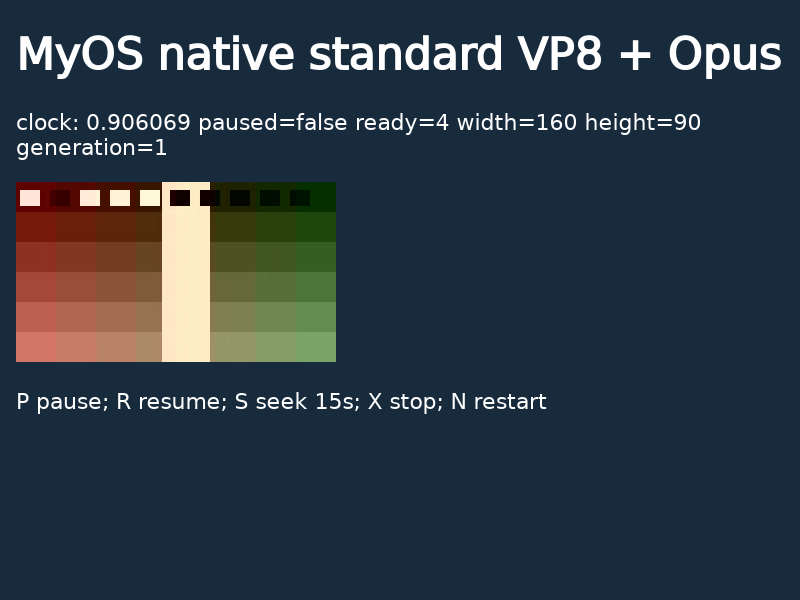 MyOS native standard VP8 + Opus
clock: 0.906069 paused=false ready=4 width=160 height=90
generation=1
P pause; R resume; S seek 15s; X stop; N restart